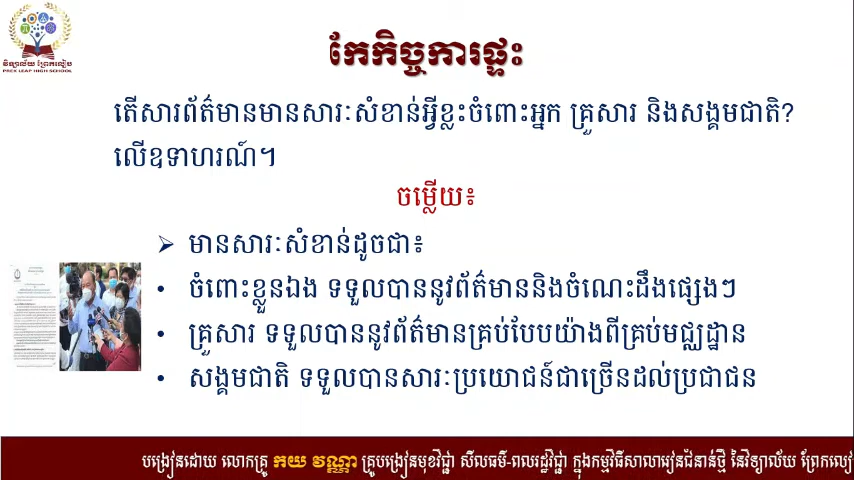 វិទ្យាល័យ ព្រែកលៀប
PREK LEAP HIGH SCHOOL
កែកិច្ចការផ្ទះ
តើសារព័ត៌មានមានសារៈសំខាន់អ្វីខ្លះចំពោះអ្នក គ្រួសារ និងសង្គមជាតិ?
លើឧទាហរណ៍។
ចម្លើយ៖
➢ មានសារៈសំខាន់ដូចជា៖
• ចំពោះខ្លួនឯង ទទួលបាននូវព័ត៌មាននិងចំណេះដឹងផ្សេងៗ
• គ្រួសារ ទទួលបាននូវព័ត៌មានគ្រប់បែបយ៉ាងពីគ្រប់មជ្ឈដ្ឋាន
• សង្គមជាតិ ទទួលបានសារៈប្រយោជន៍ជាច្រើនដល់ប្រជាជន
បង្រៀនដោយ លោកគ្រូ កយ វណ្ណា គ្រូបង្រៀនមុខវិជ្ជា សីលធម៌-ពលរដ្ឋវិជ្ជា ក្នុងកម្មវិធីសាលារៀនជំនាន់ថ្មី នៃវិទ្យាល័យ ព្រែកលៀ